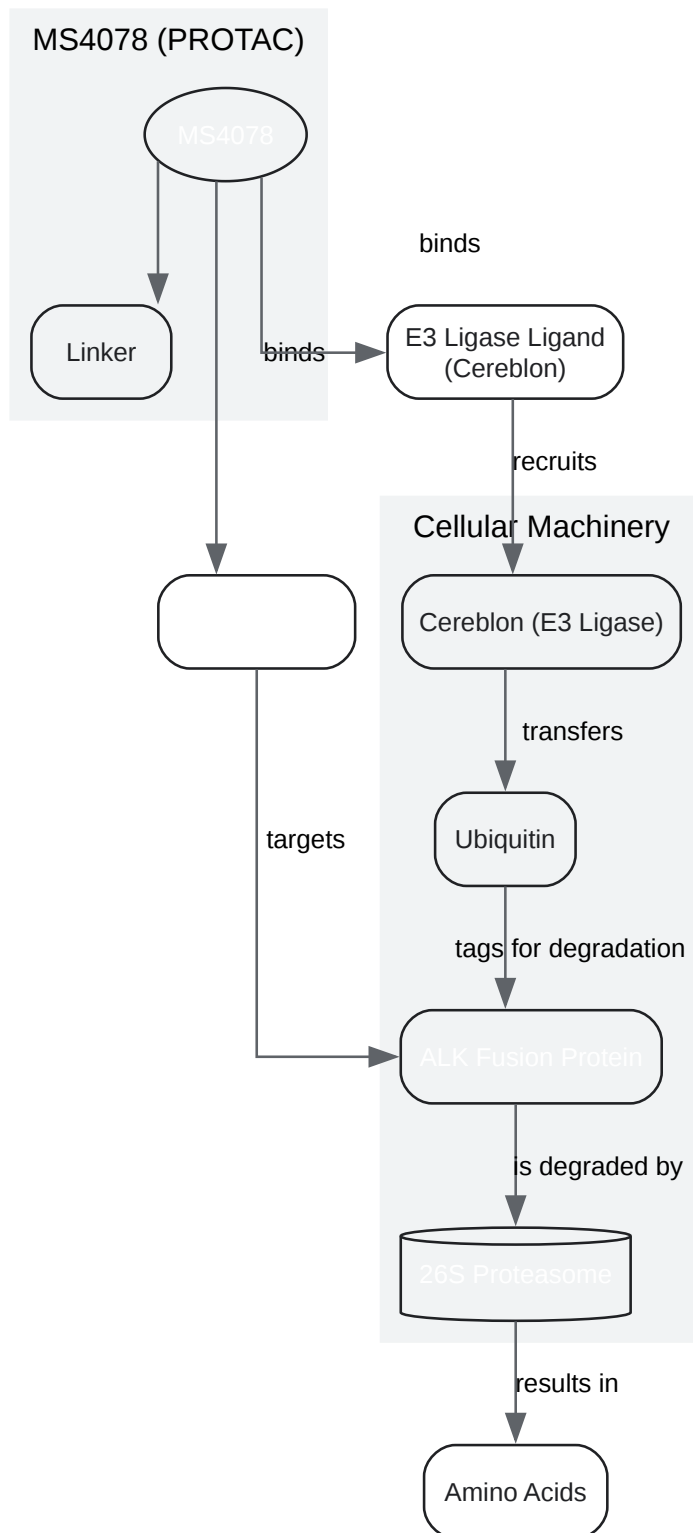 MS4078 (PROTAC)
MS4078
binds
Linker
binds
E3 Ligase Ligand
(Cereblon)
recruits
Cellular Machinery
Cereblon (E3 Ligase)
transfers
targets
Ubiquitin
tags for degradation
ALK Fusion Protein
is degraded by
26S Proteasome
results in
Amino Acids